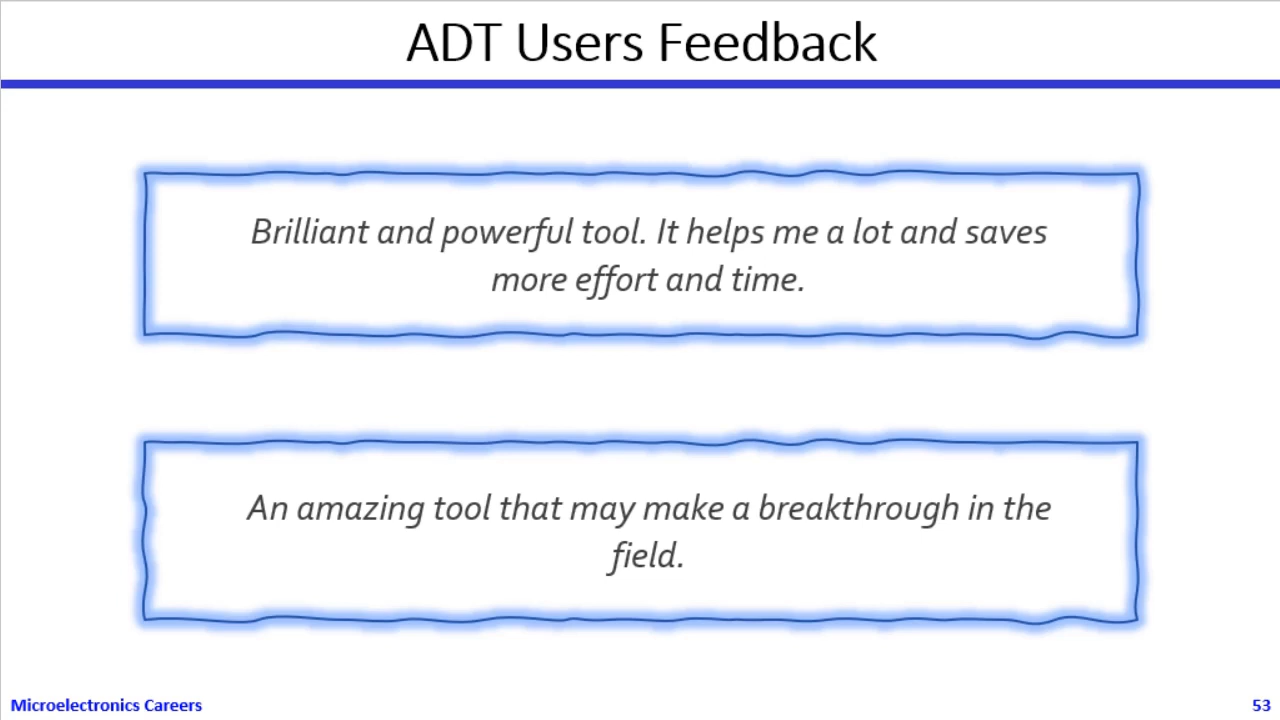 ADT Users Feedback
Brilliant and powerful tool. It helps me a lot and saves
more effort and time.
An amazing tool that may make a breakthrough in the
field.
Microelectronics Careers
53